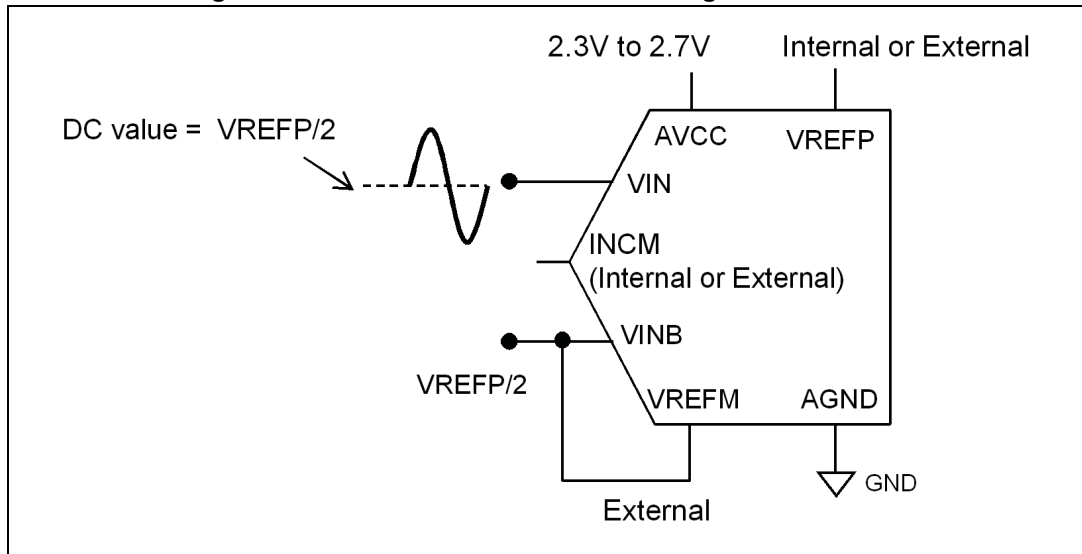 2.3V to 2.7V
Internal or External
DC value = VREFP/2
AVCC
VREFP
VIN
INCM
(Internal or External)
VINB
VREFP/2
VREFM
AGND
GND
External